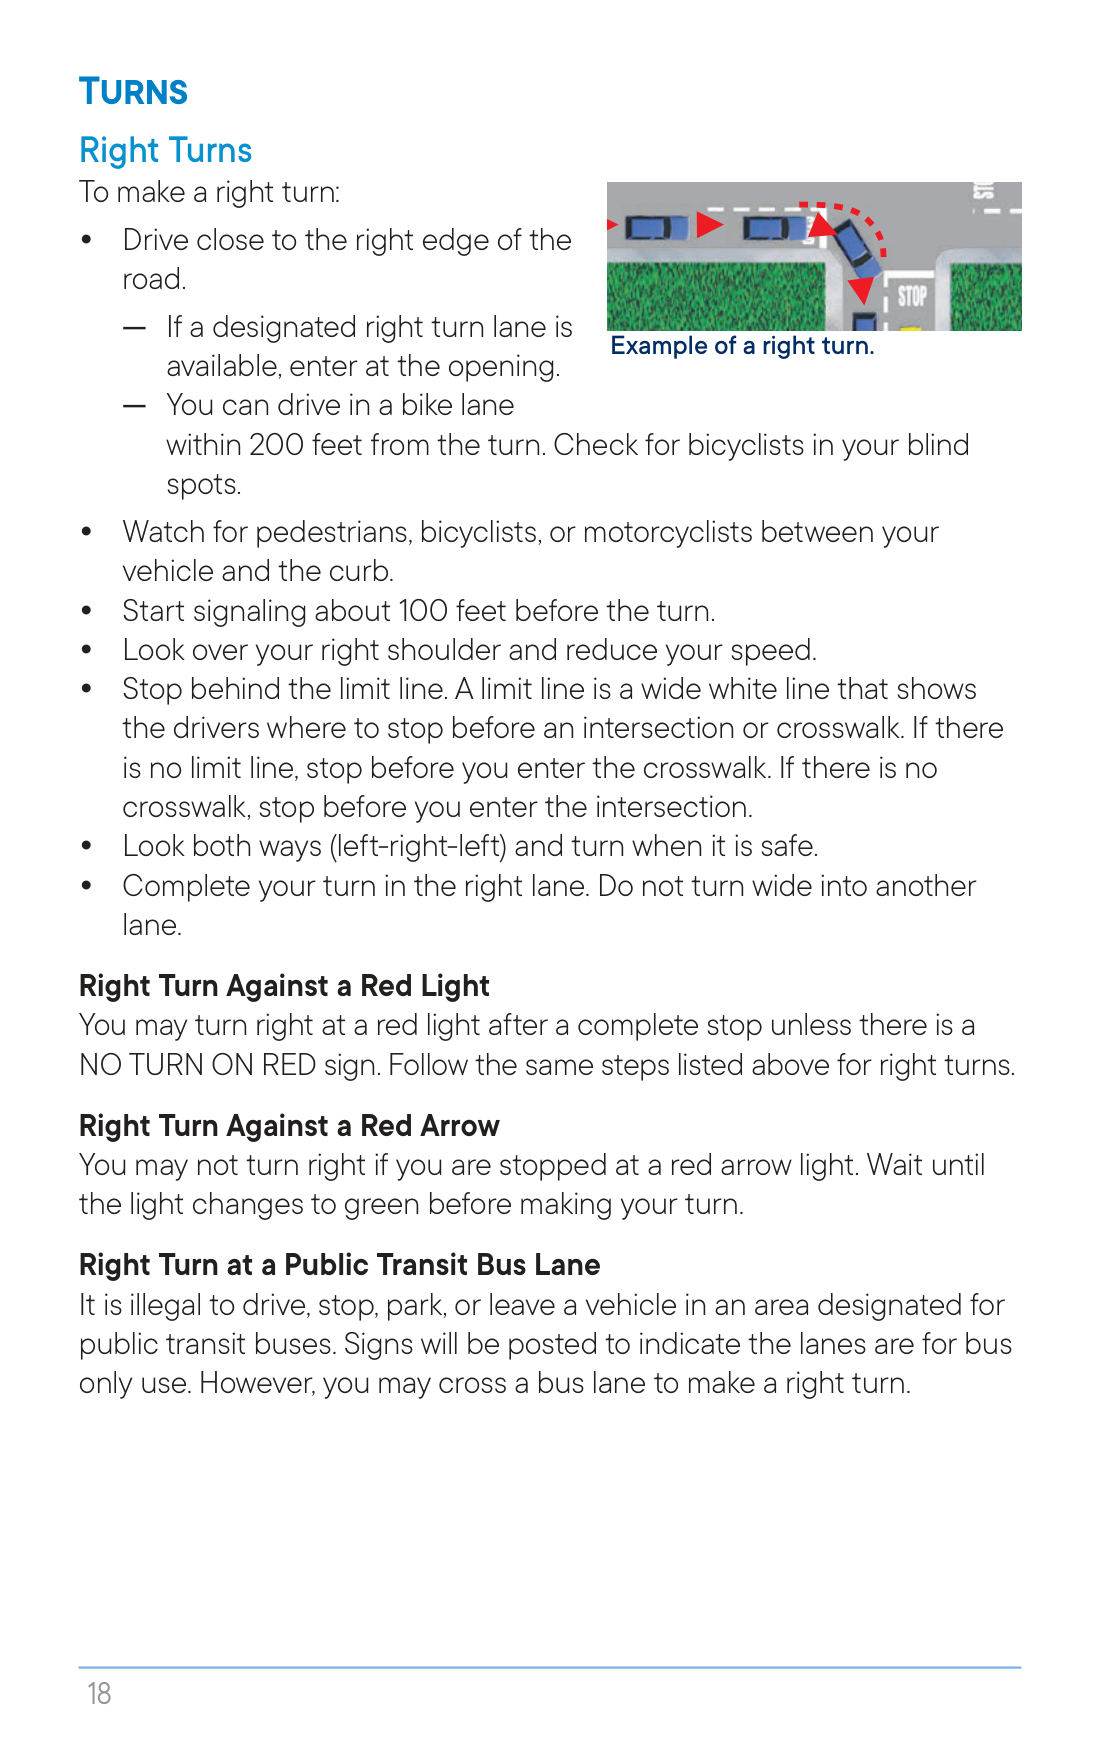 TURNS
Right Turns
To make a right turn:
• Drive close to the right edge of the
road.
— If a designated right turn lane is
available, enter at the opening.
— You can drive in a bike lane
within 200 feet from the turn. Check for bicyclists in your blind
spots.
STOP
Example of a right turn.
• Watch for pedestrians, bicyclists, or motorcyclists between your
vehicle and the curb.
• Start signaling about 100 feet before the turn.
• Look over your right shoulder and reduce your speed.
• Stop behind the limit line. A limit line is a wide white line that shows
the drivers where to stop before an intersection or crosswalk. If there
is no limit line, stop before you enter the crosswalk. If there is no
crosswalk, stop before you enter the intersection.
• Look both ways (left-right-left) and turn when it is safe.
• Complete your turn in the right lane. Do not turn wide into another
lane.
Right Turn Against a Red Light
You may turn right at a red light after a complete stop unless there is a
NO TURN ON RED sign. Follow the same steps listed above for right turns.
Right Turn Against a Red Arrow
You may not turn right if you are stopped at a red arrow light. Wait until
the light changes to green before making your turn.
Right Turn at a Public Transit Bus Lane
It is illegal to drive, stop, park, or leave a vehicle in an area designated for
public transit buses. Signs will be posted to indicate the lanes are for bus
only use. However, you may cross a bus lane to make a right turn.
18